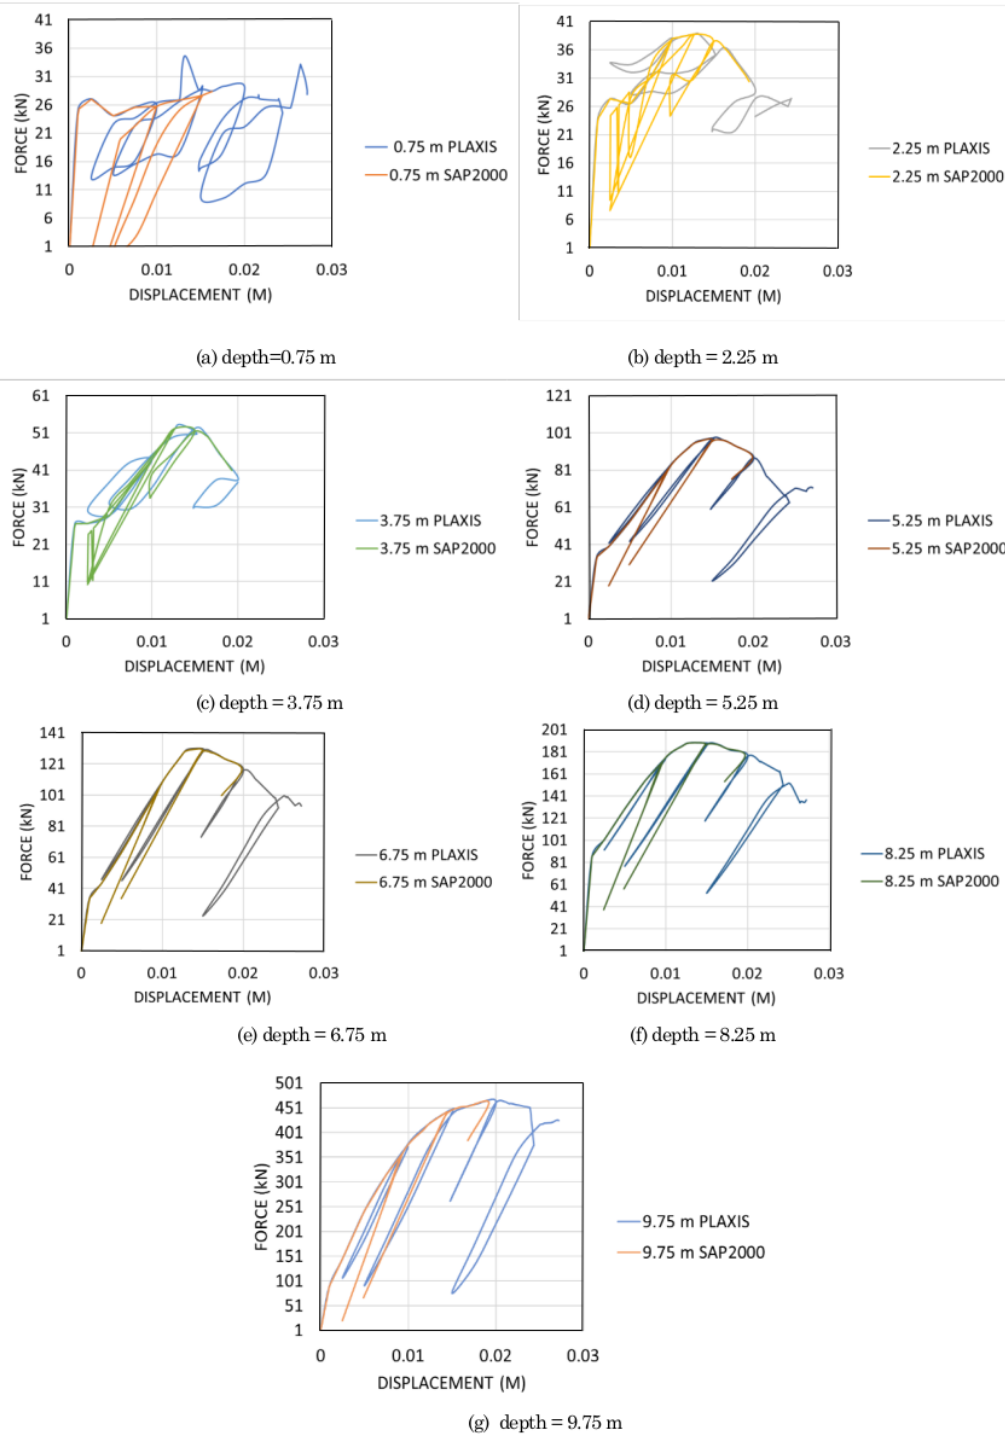 41
36
31
26
21
16
11
6
1
FORCE (kN)
0 0.01 0.02 0.03
DISPLACEMENT (M)
0.75 m PLAXIS
0.75 m SAP2000
41
36
31
26
21
16
11
6
1
FORCE (kN)
0 0.01 0.02 0.03
DISPLACEMENT (M)
2.25 m PLAXIS
2.25 m SAP2000
(a) depth=0.75 m
(b) depth = 2.25 m
61
51
41
31
21
11
1
FORCE (kN)
0 0.01 0.02 0.03
DISPLACEMENT (M)
3.75 m PLAXIS
3.75 m SAP2000
121
101
81
61
41
21
1
FORCE (kN)
0 0.01 0.02 0.03
DISPLACEMENT (M)
5.25 m PLAXIS
5.25 m SAP2000
(c) depth = 3.75 m
(d) depth = 5.25 m
141
121
101
81
61
41
21
1
FORCE (kN)
0 0.01 0.02 0.03
DISPLACEMENT (M)
6.75 m PLAXIS
6.75 m SAP2000
201
181
161
141
121
101
81
61
41
21
1
FORCE (kN)
0 0.01 0.02 0.03
DISPLACEMENT (M)
8.25 m PLAXIS
8.25 m SAP2000
(e) depth = 6.75 m
(f) depth = 8.25 m
501
451
401
351
301
251
201
151
101
51
1
FORCE (kN)
0 0.01 0.02 0.03
DISPLACEMENT (M)
9.75 m PLAXIS
9.75 m SAP2000
(g) depth = 9.75 m